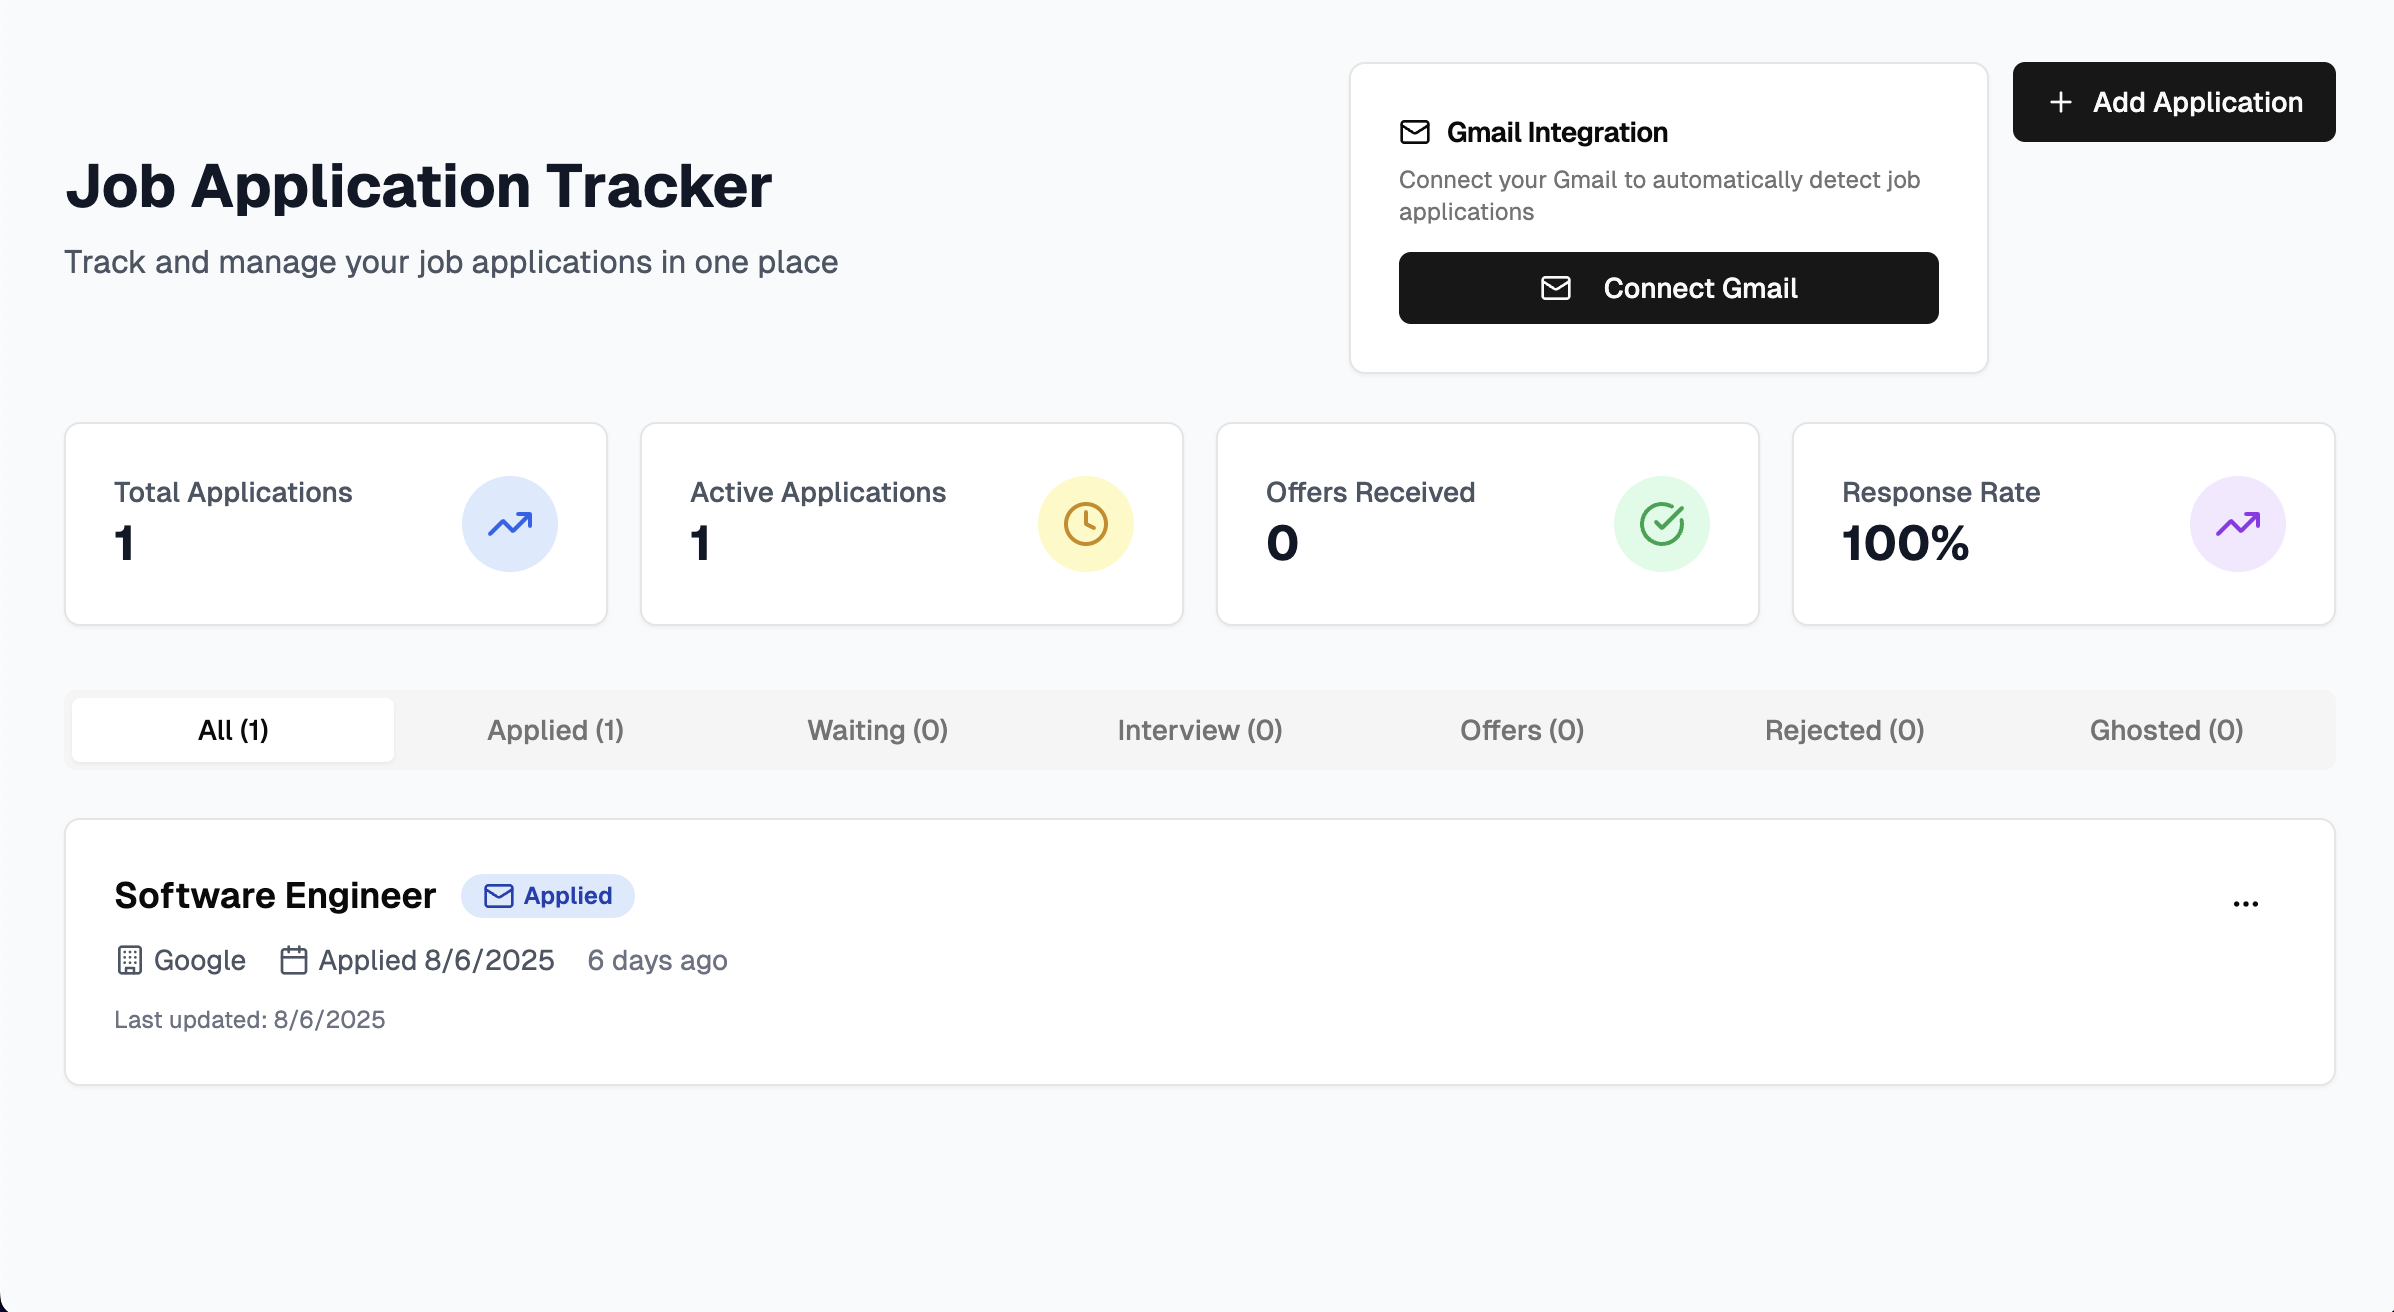 Job Application Tracker
Track and manage your job applications in one place
Gmail Integration
Connect your Gmail to automatically detect job
applications
Connect Gmail
Add Application
Total Applications
1
Active Applications
1
Offers Received
0
Response Rate
100%
All (1)
Applied (1)
Waiting (0)
Interview (0)
Offers (0)
Rejected (0)
Ghosted (0)
Software Engineer
Applied
Google
Applied 8/6/2025
6 days ago
Last updated: 8/6/2025